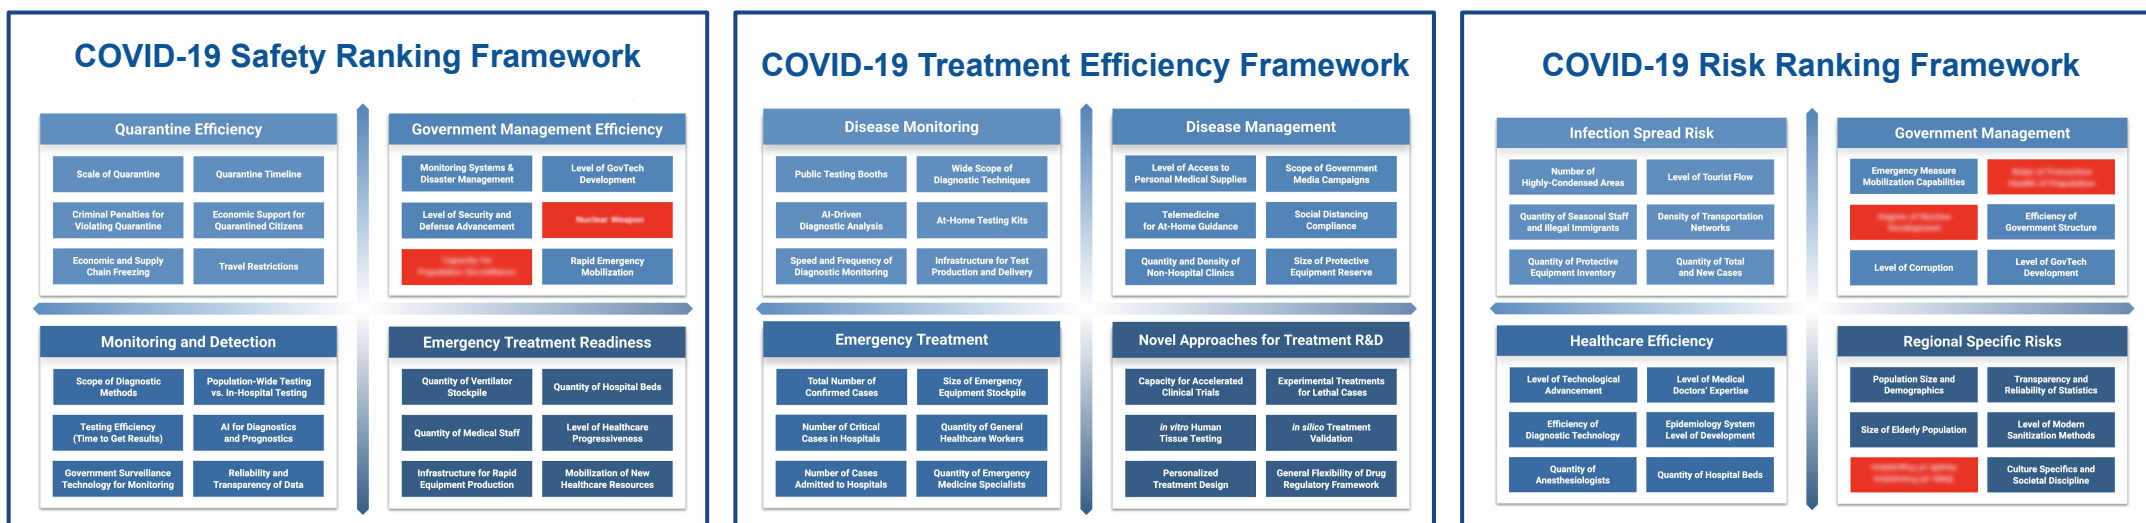 COVID-19 Safety Ranking Framework
Quarantine Efficiency
Scale of Quarantine
Quarantine Timeline
Criminal Penalties for
Violating Quarantine
Economic Support for
Quarantined Citizens
Economic and Supply
Chain Freezing
Travel Restrictions
Government Management Efficiency
Monitoring Systems &
Disaster Management
Level of GovTech
Development
Level of Security and
Defense Advancement
Nuclear Weapon
Capacity for
Population Surveillance
Rapid Emergency
Mobilization
Monitoring and Detection
Scope of Diagnostic
Methods
Population-Wide Testing
vs. In-Hospital Testing
Testing Efficiency
(Time to Get Results)
AI for Diagnostics
and Prognostics
Government Surveillance
Technology for Monitoring
Reliability and
Transparency of Data
Emergency Treatment Readiness
Quantity of Ventilator
Stockpile
Quantity of Hospital Beds
Quantity of Medical Staff
Level of Healthcare
Progressiveness
Infrastructure for Rapid
Equipment Production
Mobilization of New
Healthcare Resources
COVID-19 Treatment Efficiency Framework
Disease Monitoring
Public Testing Booths
Wide Scope of
Diagnostic Techniques
AI-Driven
Diagnostic Analysis
At-Home Testing Kits
Speed and Frequency of
Diagnostic Monitoring
Infrastructure for Test
Production and Delivery
Disease Management
Level of Access to
Personal Medical Supplies
Scope of Government
Media Campaigns
Telemedicine
for At-Home Guidance
Social Distancing
Compliance
Quantity and Density of
Non-Hospital Clinics
Size of Protective
Equipment Reserve
Emergency Treatment
Total Number of
Confirmed Cases
Size of Emergency
Equipment Stockpile
Number of Critical
Cases in Hospitals
Quantity of General
Healthcare Workers
Number of Cases
Admitted to Hospitals
Quantity of Emergency
Medicine Specialists
Novel Approaches for Treatment R&D
Capacity for Accelerated
Clinical Trials
Experimental Treatments
for Lethal Cases
in vitro Human
Tissue Testing
in silico Treatment
Validation
Personalized
Treatment Design
General Flexibility of Drug
Regulatory Framework
COVID-19 Risk Ranking Framework
Infection Spread Risk
Number of
Highly-Condensed Areas
Level of Tourist Flow
Quantity of Seasonal Staff
and Illegal Immigrants
Density of Transportation
Networks
Quantity of Protective
Equipment Inventory
Quantity of Total
and New Cases
Government Management
Emergency Measure
Mobilization Capabilities
Efficiency of
Government Structure
Level of Corruption
Level of GovTech
Development
Healthcare Efficiency
Level of Technological
Advancement
Level of Medical
Doctors' Expertise
Efficiency of
Diagnostic Technology
Epidemiology System
Level of Development
Quantity of
Anesthesiologists
Quantity of Hospital Beds
Regional Specific Risks
Population Size and
Demographics
Transparency and
Reliability of Statistics
Size of Elderly Population
Level of Modern
Sanitization Methods
Culture Specifics and
Societal Discipline